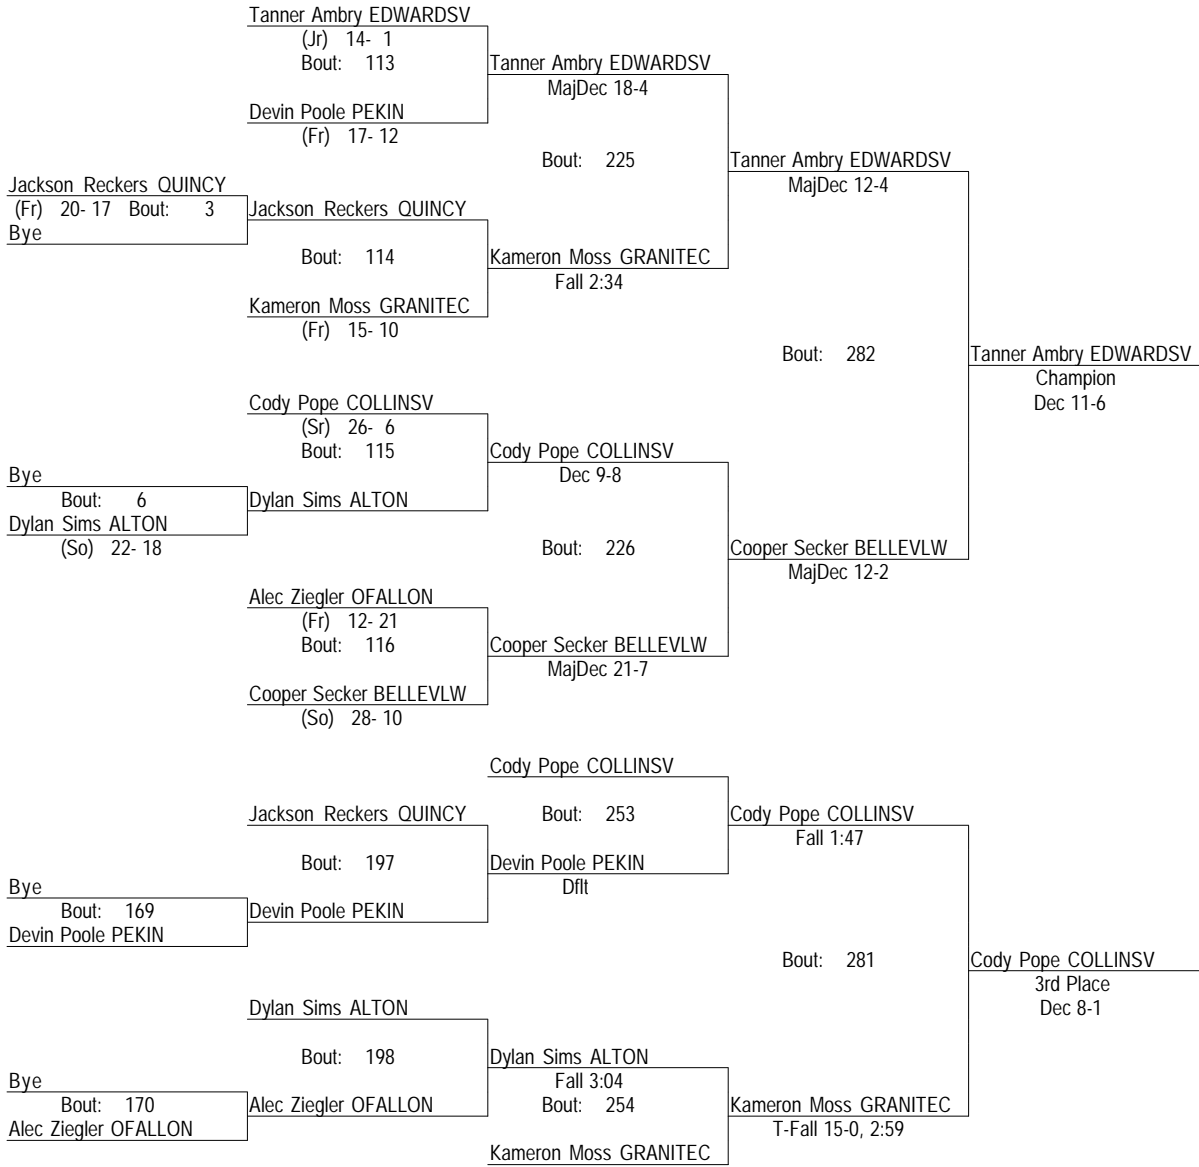 Tanner Ambry EDWARDSV
(Jr) 14- 1
Bout: 113
Tanner Ambry EDWARDSV
MajDec 18-4
Devin Poole PEKIN
(Fr) 17- 12
Bout: 225
Tanner Ambry EDWARDSV
MajDec 12-4
Jackson Reckers QUINCY
(Fr) 20- 17 Bout: 3
Bye
Jackson Reckers QUINCY
Bout: 114
Kameron Moss GRANITEC
Fall 2:34
Kameron Moss GRANITEC
(Fr) 15- 10
Bout: 282
Tanner Ambry EDWARDSV
Champion
Dec 11-6
Cody Pope COLLINSV
(Sr) 26- 6
Bout: 115
Cody Pope COLLINSV
Dec 9-8
Bye
Bout: 6
Dylan Sims ALTON
(So) 22- 18
Dylan Sims ALTON
Bout: 226
Cooper Secker BELLEVLW
MajDec 12-2
Alec Ziegler OFALLON
(Fr) 12- 21
Bout: 116
Cooper Secker BELLEVLW
MajDec 21-7
Cooper Secker BELLEVLW
(So) 28- 10
Cody Pope COLLINSV
Jackson Reckers QUINCY
Bout: 253
Cody Pope COLLINSV
Fall 1:47
Bout: 197
Devin Poole PEKIN
Dflt
Bye
Bout: 169
Devin Poole PEKIN
Devin Poole PEKIN
Bout: 281
Cody Pope COLLINSV
3rd Place
Dec 8-1
Dylan Sims ALTON
Bout: 198
Dylan Sims ALTON
Fall 3:04
Bye
Bout: 170
Alec Ziegler OFALLON
Alec Ziegler OFALLON
Bout: 254
Kameron Moss GRANITEC
T-Fall 15-0, 2:59
Kameron Moss GRANITEC